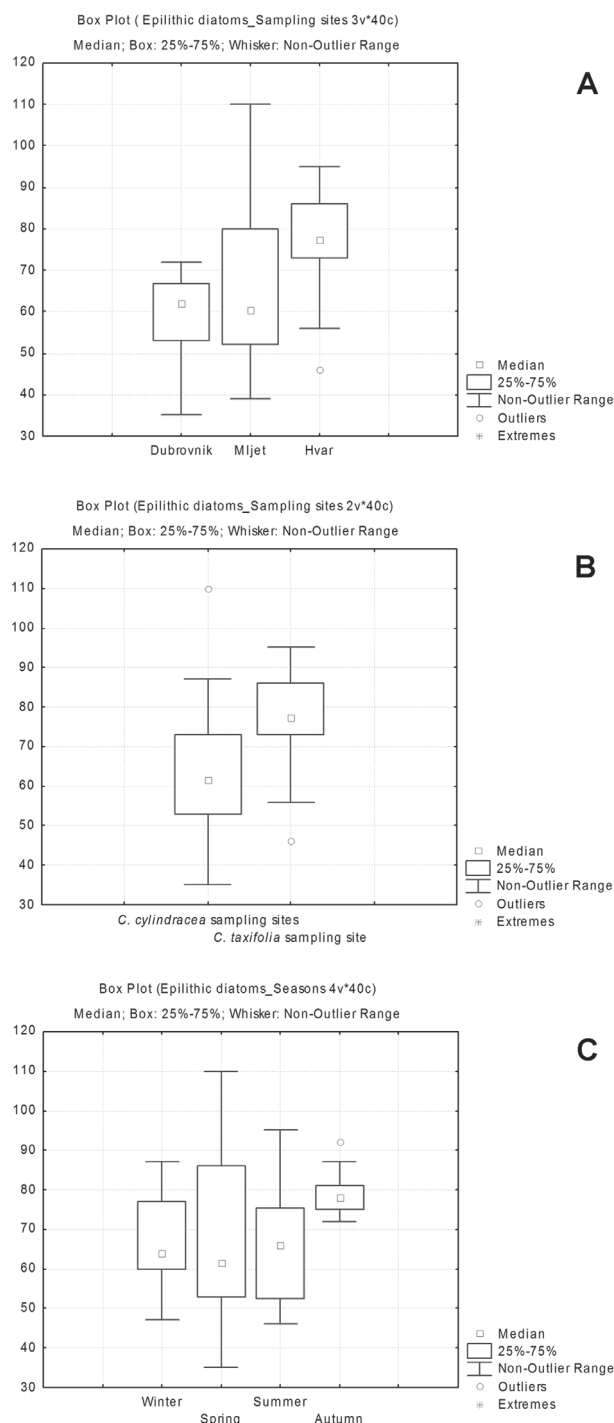 Box Plot ( Epilithic diatoms_Sampling sites 3v*40c)
Median; Box: 25%-75%; Whisker: Non-Outlier Range
A
120
110
100
90
80
70
60
50
40
30
Dubrovnik Mljet Hvar
Median
25%-75%
Non-Outlier Range
Outliers
Extremes
Box Plot (Epilithic diatoms_Sampling sites 2v*40c)
Median; Box: 25%-75%; Whisker: Non-Outlier Range
B
120
110
100
90
80
70
60
50
40
30
C. cylindracea sampling sites
C. taxifolia sampling site
Median
25%-75%
Non-Outlier Range
Outliers
Extremes
Box Plot (Epilithic diatoms_Seasons 4v*40c)
Median; Box: 25%-75%; Whisker: Non-Outlier Range
C
120
110
100
90
80
70
60
50
40
30
Winter Summer
Spring Autumn
Median
25%-75%
Non-Outlier Range
Outliers
Extremes